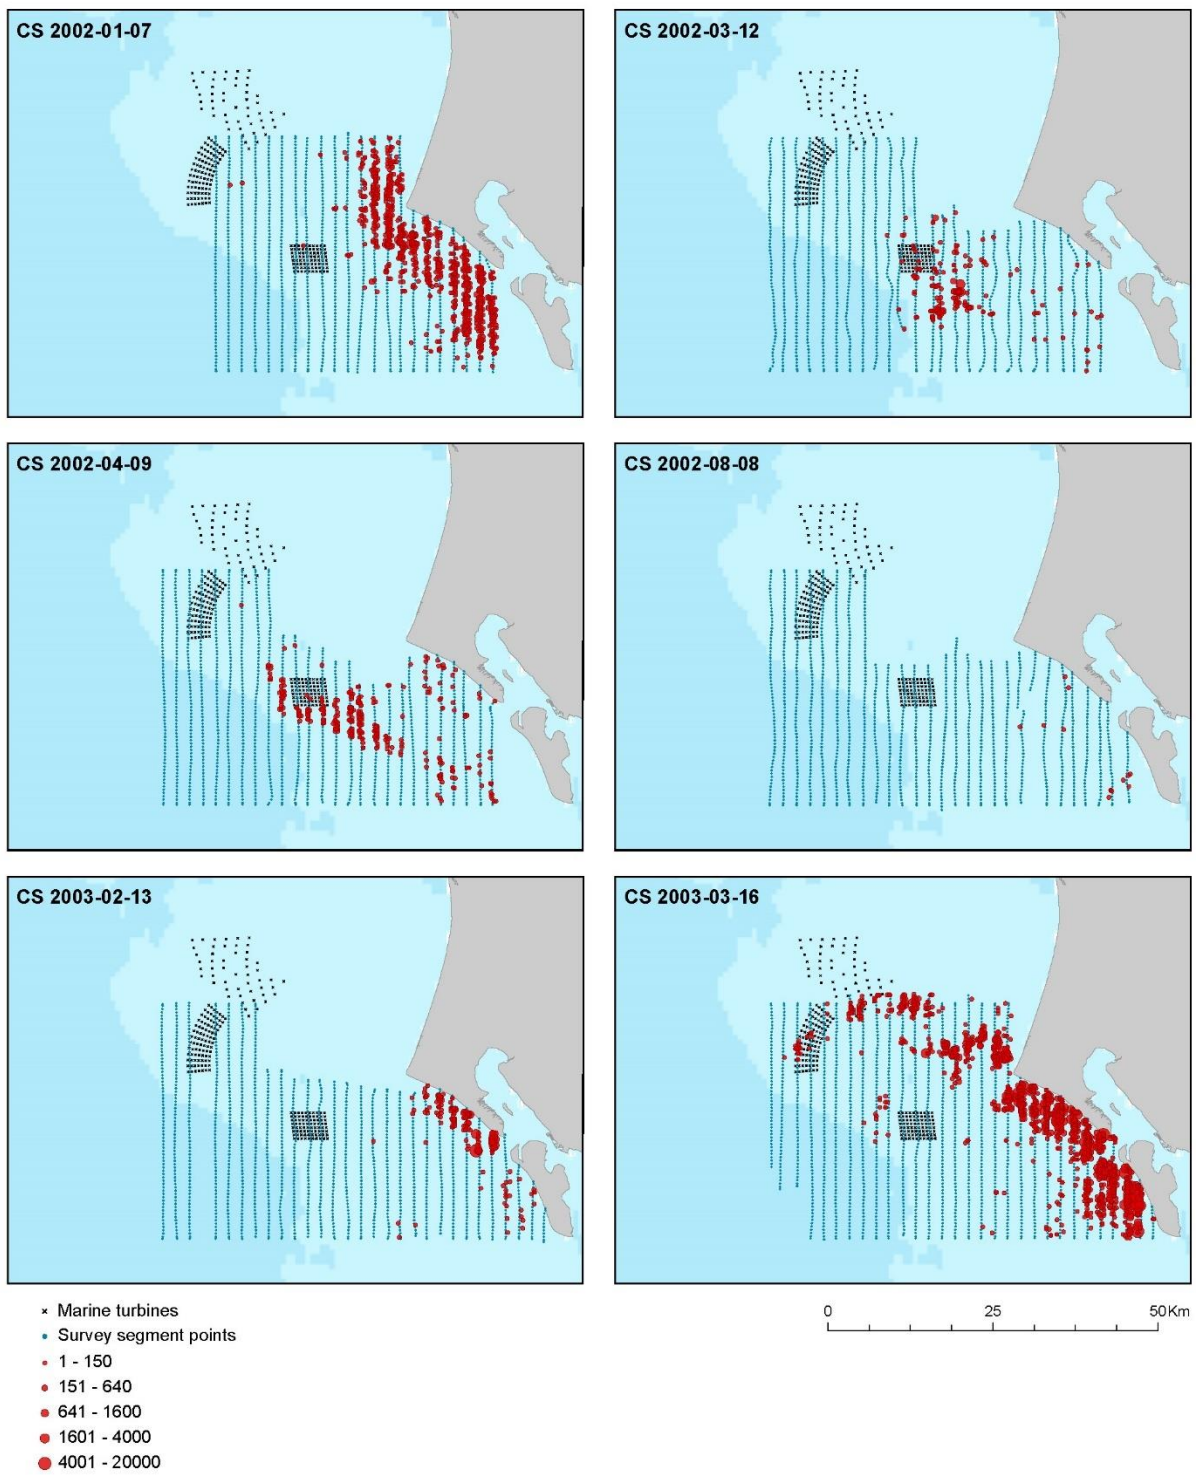 CS 2002-01-07
CS 2002-03-12
CS 2002-04-09
CS 2002-08-08
CS 2003-02-13
CS 2003-03-16
Marine turbines
Survey segment points
1 - 150
151 - 640
641 - 1600
1601 - 4000
4001 - 20000
0 25 50Km